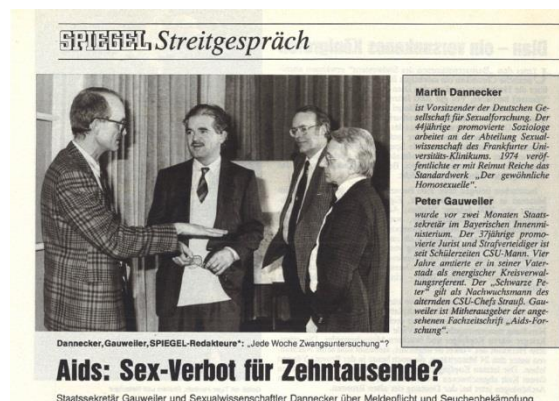 SPIEGEL Streitgespräch
Martin Dannecker
ist Vorsitzender der Deutschen Ge-
sellschaft für Sexualforschung. Der
44jährige promovierte Soziologe
arbeitet an der Abteilung Sexual-
wissenschaft des Frankfurter Uni-
versitäts-Klinikums. 1974 veröf-
fentlichte er mit Reimut Reiche das
Standardwerk „Der gewöhnliche
Homosexuelle“.
Peter Gauweiler
wurde vor zwei Monaten Staats-
sekretär im Bayerischen Innenmi-
nisterium. Der 37jährige promo-
vierte Jurist und Strafverteidiger ist
seit Schülerzeiten CSU-Mann. Vier
Jahre amtierte er in seiner Vater-
stadt als energischer Kreisverwal-
tungsreferent. Der „Schwarze Pe-
ter“ gilt als Nachwuchsmann des
alternden CSU-Chefs Strauß. Gau-
weiler ist Mitherausgeber der ange-
sehenen Fachzeitschrift „Aids-For-
schung“.
Dannecker, Gauweiler, SPIEGEL-Redakteure*: „Jede Woche Zwangsuntersuchung“?
Aids: Sex-Verbot für Zehntausende?
Staatssekretär Gauweiler und Sexualwissenschaftler Dannecker über Meldepflicht und Seuchenbekämpfung